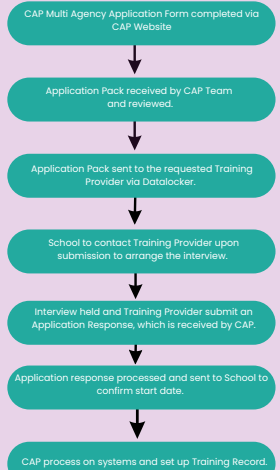 CAP Multi Agency Application Form completed via
CAP Website
Application Pack received by CAP Team
and reviewed.
Application Pack sent to the requested Training
Provider via Datalocker.
School to contact Training Provider upon
submission to arrange the interview.
Interview held and Training Provider submit an
Application Response, which is received by CAP.
Application response processed and sent to School to
confirm start date.
CAP process on systems and set up Training Record.